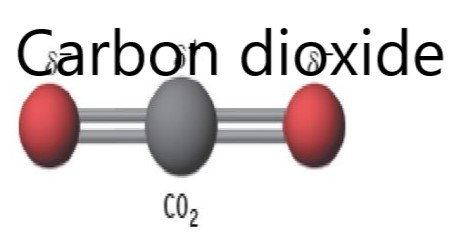 Carbon dioxide
δ⁻ δ⁺ δ⁻
CO₂